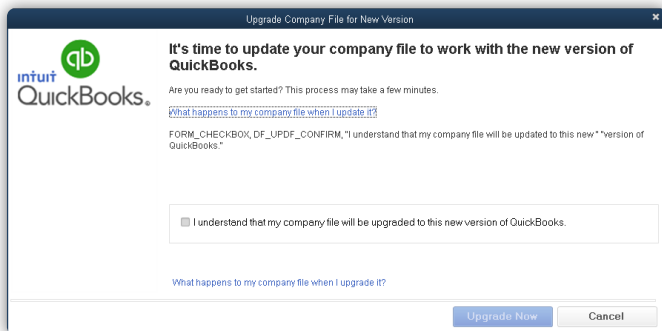 Upgrade Company File for New Version
qb
intuit
QuickBooks.
It's time to update your company file to work with the new version of
QuickBooks.
Are you ready to get started? This process may take a few minutes.
What happens to my company file when I update it?
FORM_CHECKBOX, DF_UPDF_CONFIRM, "I understand that my company file will be updated to this new " "version of
QuickBooks."
I understand that my company file will be upgraded to this new version of QuickBooks.
What happens to my company file when I upgrade it?
Upgrade Now
Cancel